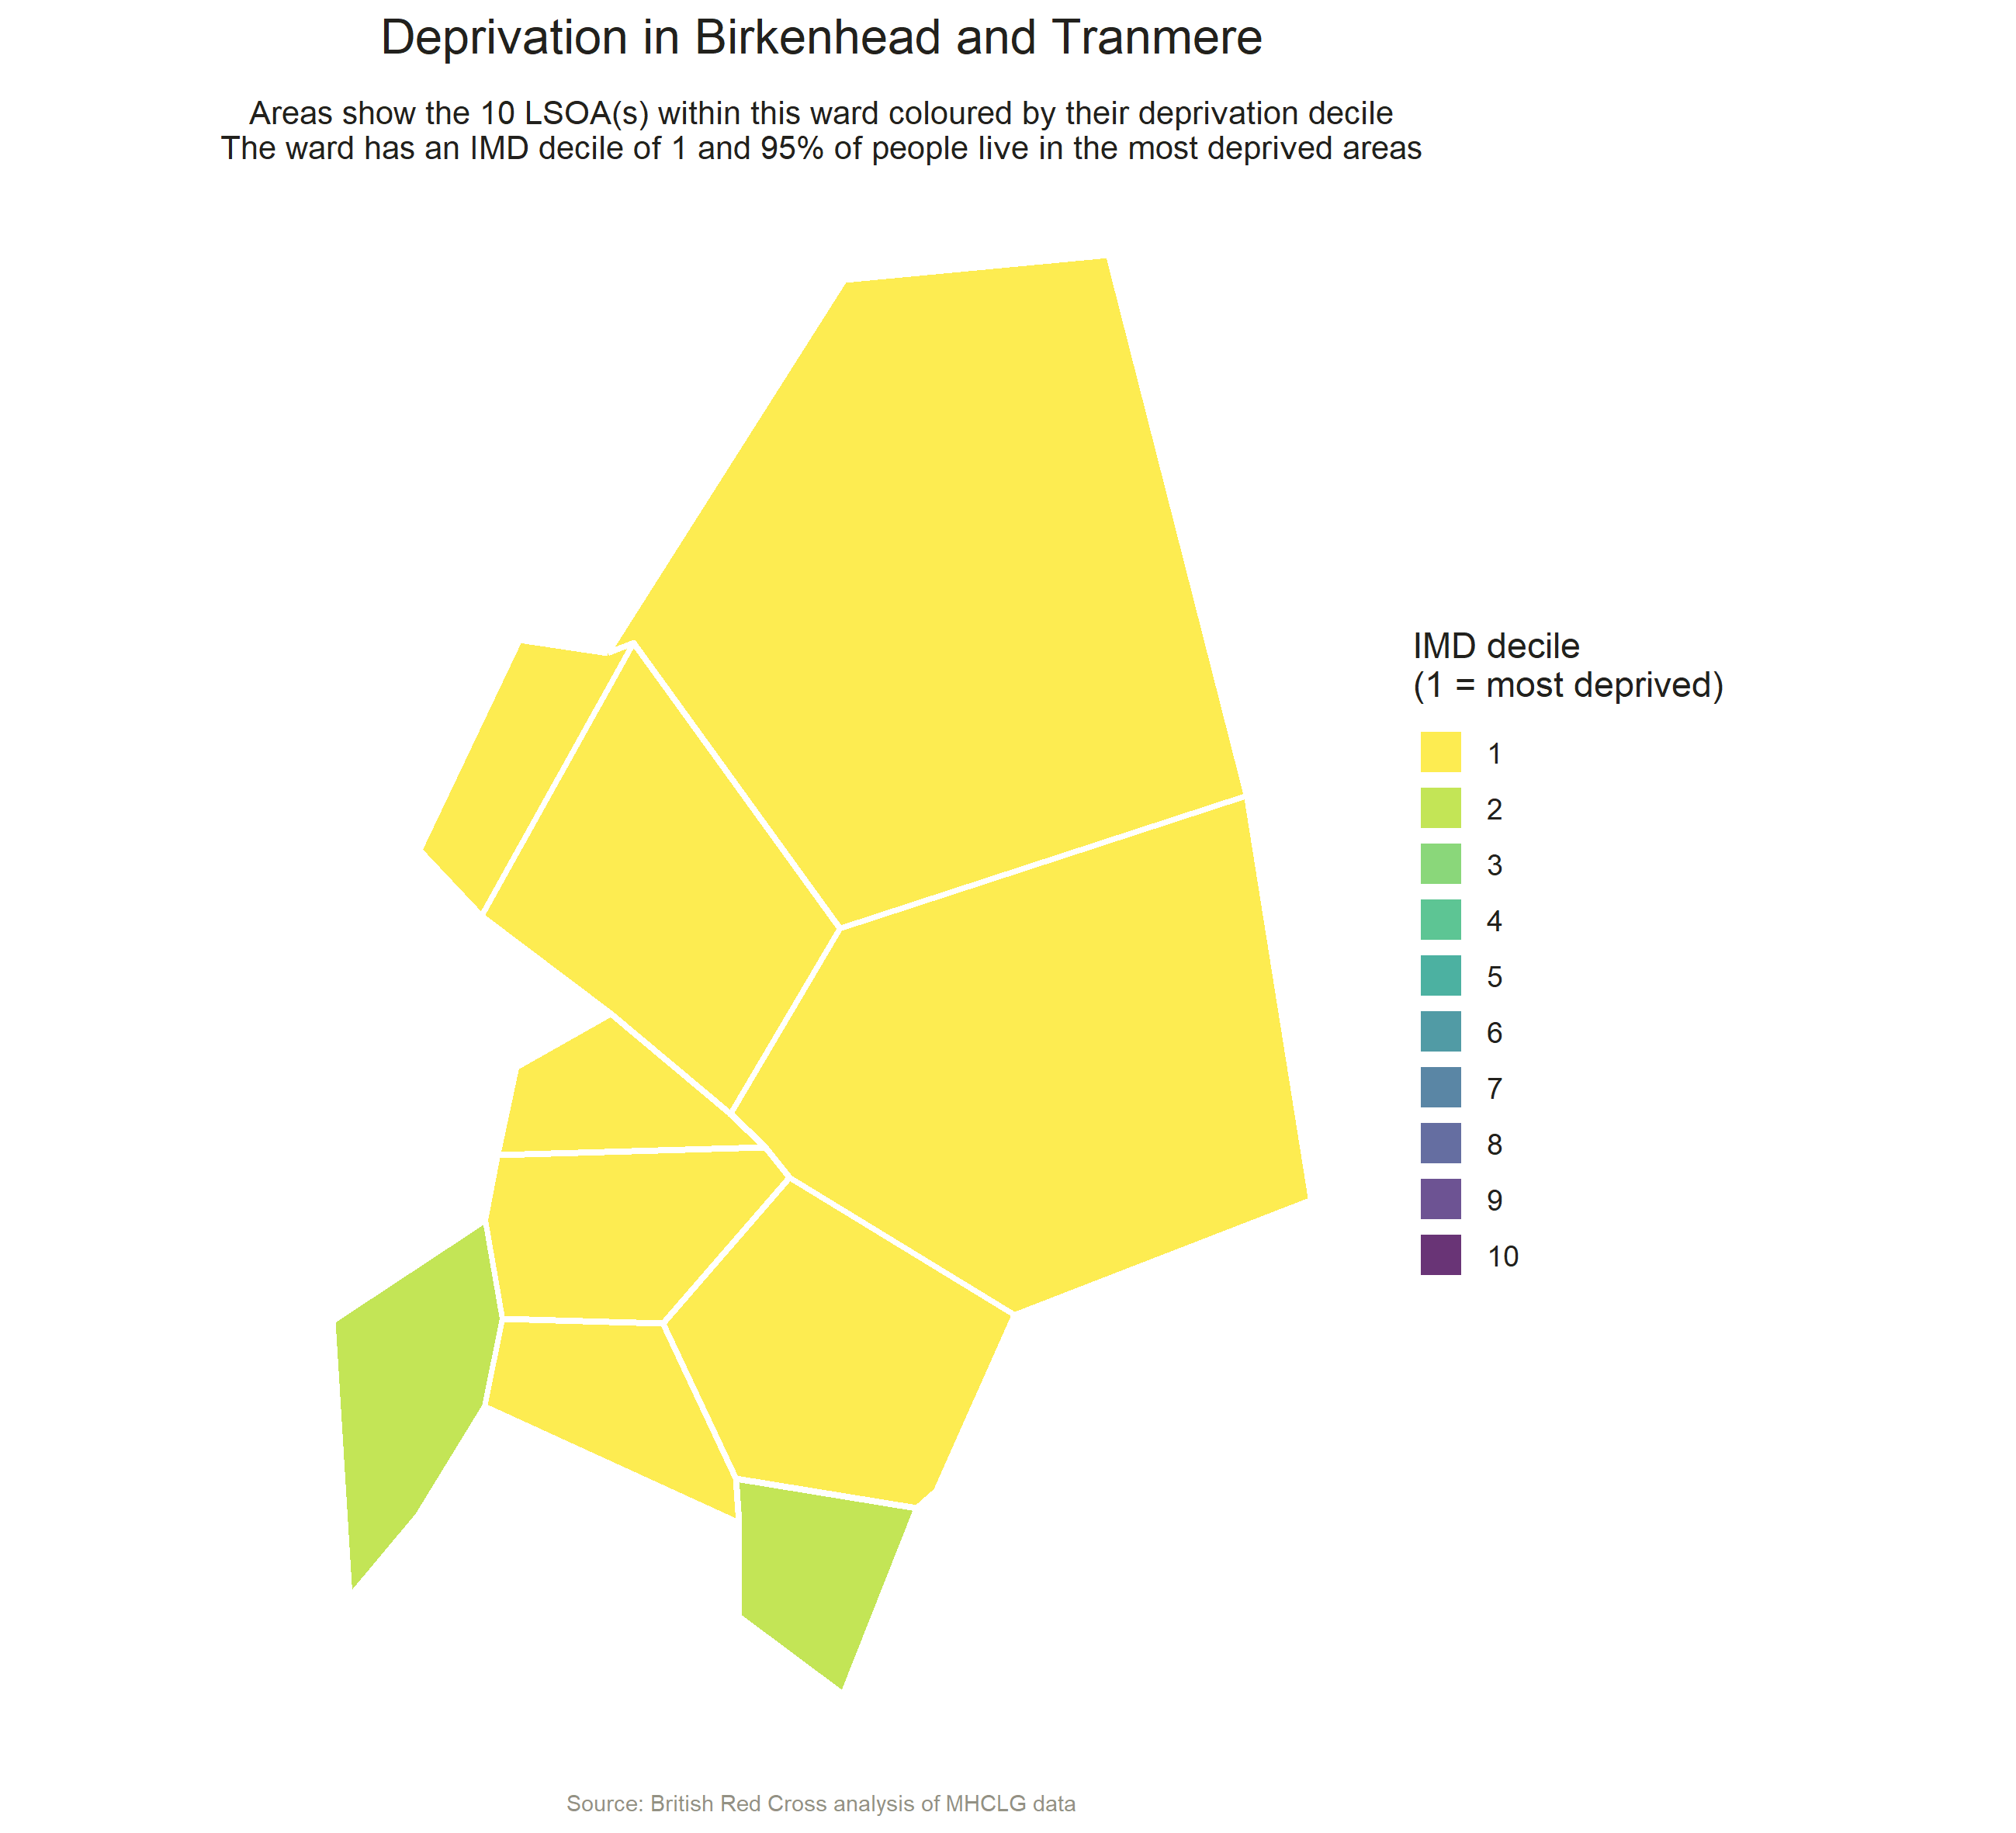 Deprivation in Birkenhead and Tranmere
Areas show the 10 LSOA(s) within this ward coloured by their deprivation decile
The ward has an IMD decile of 1 and 95% of people live in the most deprived areas
IMD decile
(1 = most deprived)
1
2
3
4
5
6
7
8
9
10
Source: British Red Cross analysis of MHCLG data